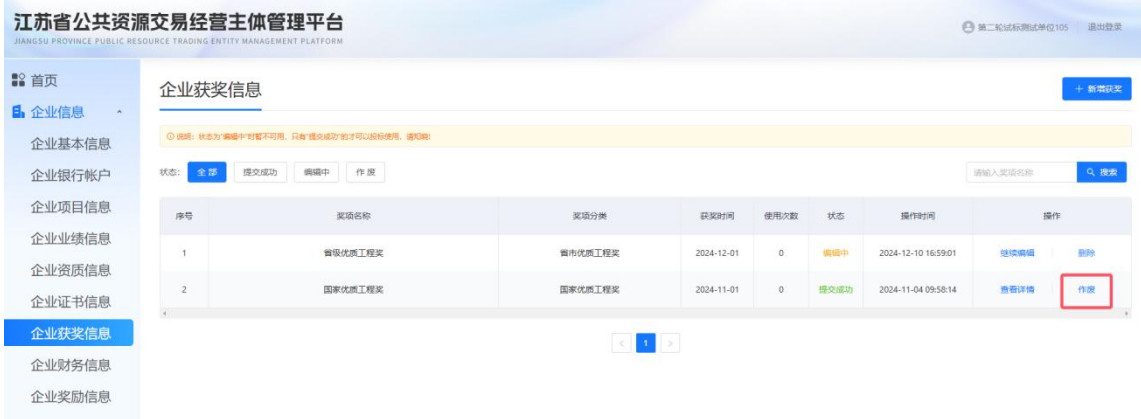 江苏省公共资源交易经营主体管理平台
JIANGSU PROVINCE PUBLIC RESOURCE TRADING ENTITY MANAGEMENT PLATFORM
第二轮试标测试单位105 退出登录
首页
企业信息
企业基本信息
企业银行帐户
企业项目信息
企业业绩信息
企业资质信息
企业证书信息
企业获奖信息
企业财务信息
企业奖励信息
企业获奖信息
+ 新增获奖
说明：状态为"编辑中"时暂不可用，只有"提交成功"的才可以投标使用，请知晓！
状态： 全部 提交成功 编辑中 作废
请输入奖项名称 搜索
序号 奖项名称 奖项分类 获奖时间 使用次数 状态 操作时间 操作
1 省级优质工程奖 省市优质工程奖 2024-12-01 0 编辑中 2024-12-10 16:59:01 继续编辑 删除
2 国家优质工程奖 国家优质工程奖 2024-11-01 0 提交成功 2024-11-04 09:58:14 查看详情 作废
< 1 >